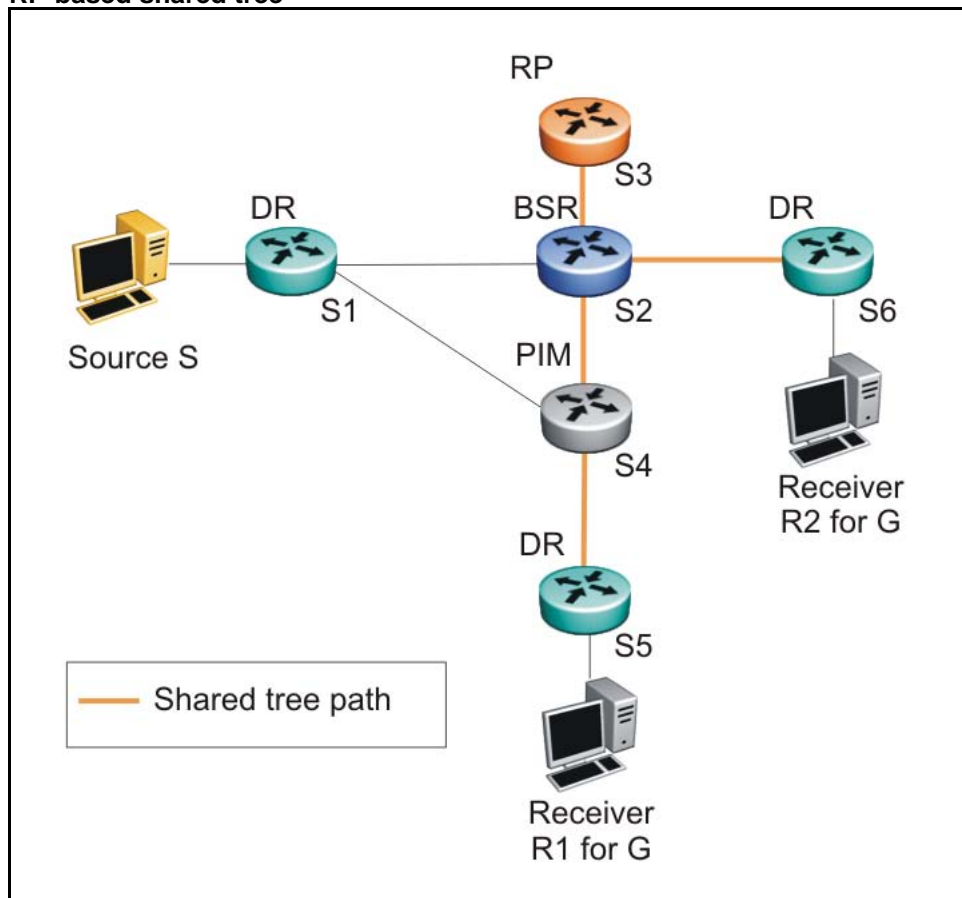 RP-based shared tree
RP
S3
DR
BSR
DR
S1
S2
S6
Source S
PIM
S4
Receiver
R2 for G
DR
S5
Shared tree path
Receiver
R1 for G